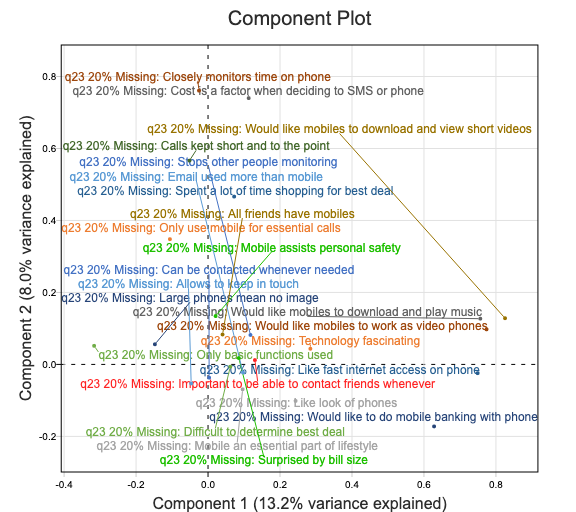 Component Plot
q23 20% Missing: Closely monitors time on phone
q23 20% Missing: Cost is a factor when deciding to SMS or phone
q23 20% Missing: Would like mobiles to download and view short videos
q23 20% Missing: Calls kept short and to the point
q23 20% Missing: Stops other people monitoring
q23 20% Missing: Email used more than mobile
q23 20% Missing: Spent a lot of time shopping for best deal
q23 20% Missing: All friends have mobiles
q23 20% Missing: Only use mobile for essential calls
q23 20% Missing: Mobile assists personal safety
q23 20% Missing: Can be contacted whenever needed
q23 20% Missing: Allows to keep in touch
q23 20% Missing: Large phones mean no image
q23 20% Missing: Would like mobiles to download and play music
q23 20% Missing: Would like mobiles to work as video phones
q23 20% Missing: Technology fascinating
q23 20% Missing: Only basic functions used
q23 20% Missing: Like fast internet access on phone
q23 20% Missing: Important to be able to contact friends whenever
q23 20% Missing: Like look of phones
q23 20% Missing: Would like to do mobile banking with phone
q23 20% Missing: Difficult to determine best deal
q23 20% Missing: Mobile an essential part of lifestyle
q23 20% Missing: Surprised by bill size
0.8
0.6
0.4
0.2
0.0
-0.2
-0.4 -0.2 0.0 0.2 0.4 0.6 0.8
Component 2 (8.0% variance explained)
Component 1 (13.2% variance explained)